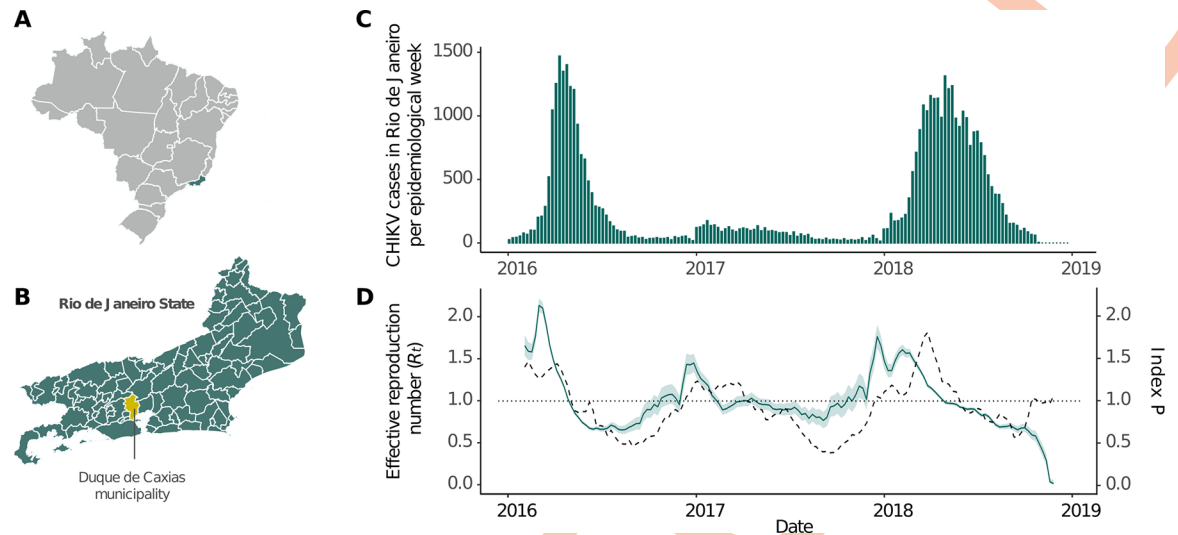 A
B
Rio de Janeiro State
Duque de Caxias
municipality
C
CHIKV cases in Rio de Janeiro
per epidemiological week
1500
1000
500
0
2016
2017
2018
2019
D
Effective reproduction
number (Rt)
2.0
1.5
1.0
0.5
0.0
2.0
1.5
1.0
0.5
0.0
Index P
2016
2017
2018
2019
Date